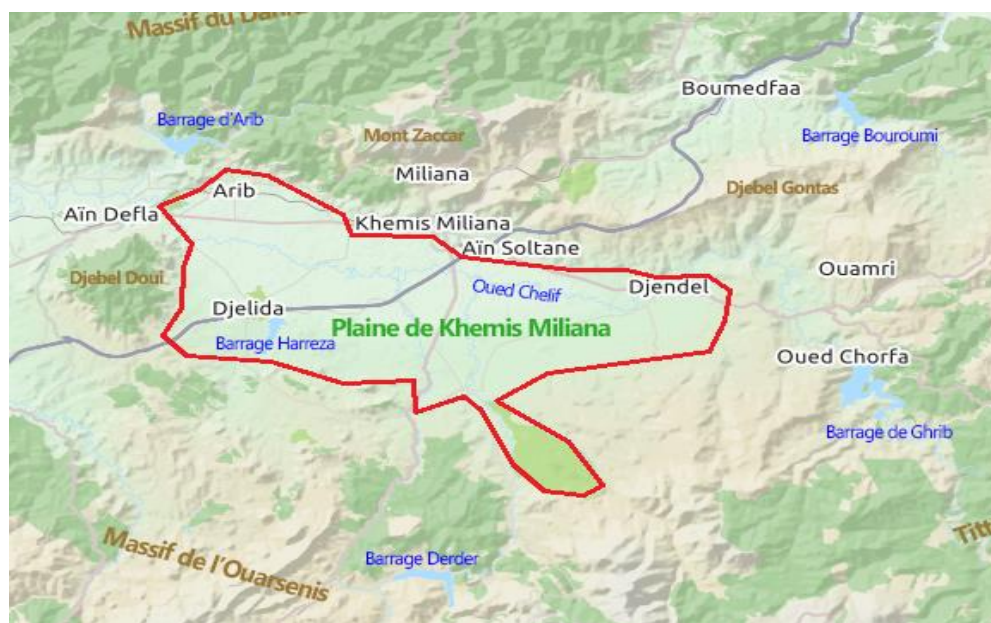 Massif du
Boumedfaa
Barrage d'Arib
Mont Zaccar
Barrage Bouroumi
Miliana
Djebel Gontas
Arib
Aïn Defla
Khemis Miliana
Aïn Soltane
Ouamri
Djebel Doui
Oued Chelif
Djendel
Djelida
Plaine de Khemis Miliana
Barrage Harreza
Oued Chorfa
Barrage de Ghrib
Massif de l'Ouarsenis
Barrage Derder